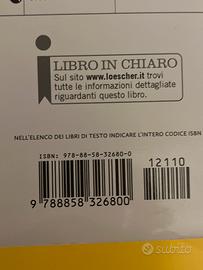 LIBRO IN CHIARO
Sul sito www.loescher.it trovi
tutte le informazioni dettagliate
riguardanti questo libro.
NELL'ELENCO DEI LIBRI DI TESTO INDICARE L'INTERO CODICE ISBN
ISBN: 978-88-58-32680-0
12110
9 788858 326800
subito